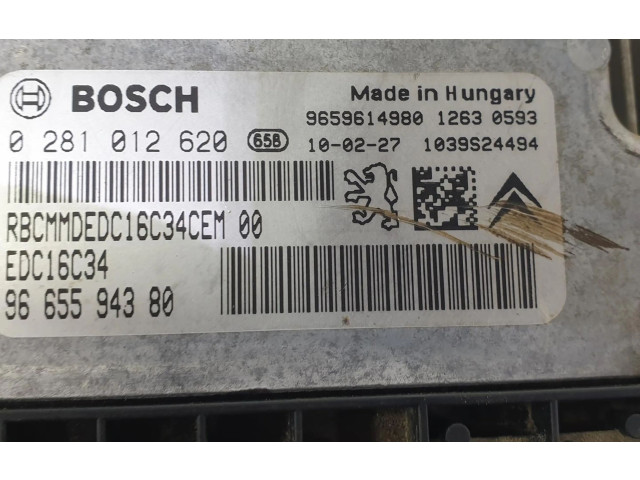 BOSCH
Made in Hungary
9659614980 1263 0593
0 281 012 620 65B
10-02-27 1039S24494
RBCMMDEDC16C34CEM 00
EDC16C34
96 655 943 80